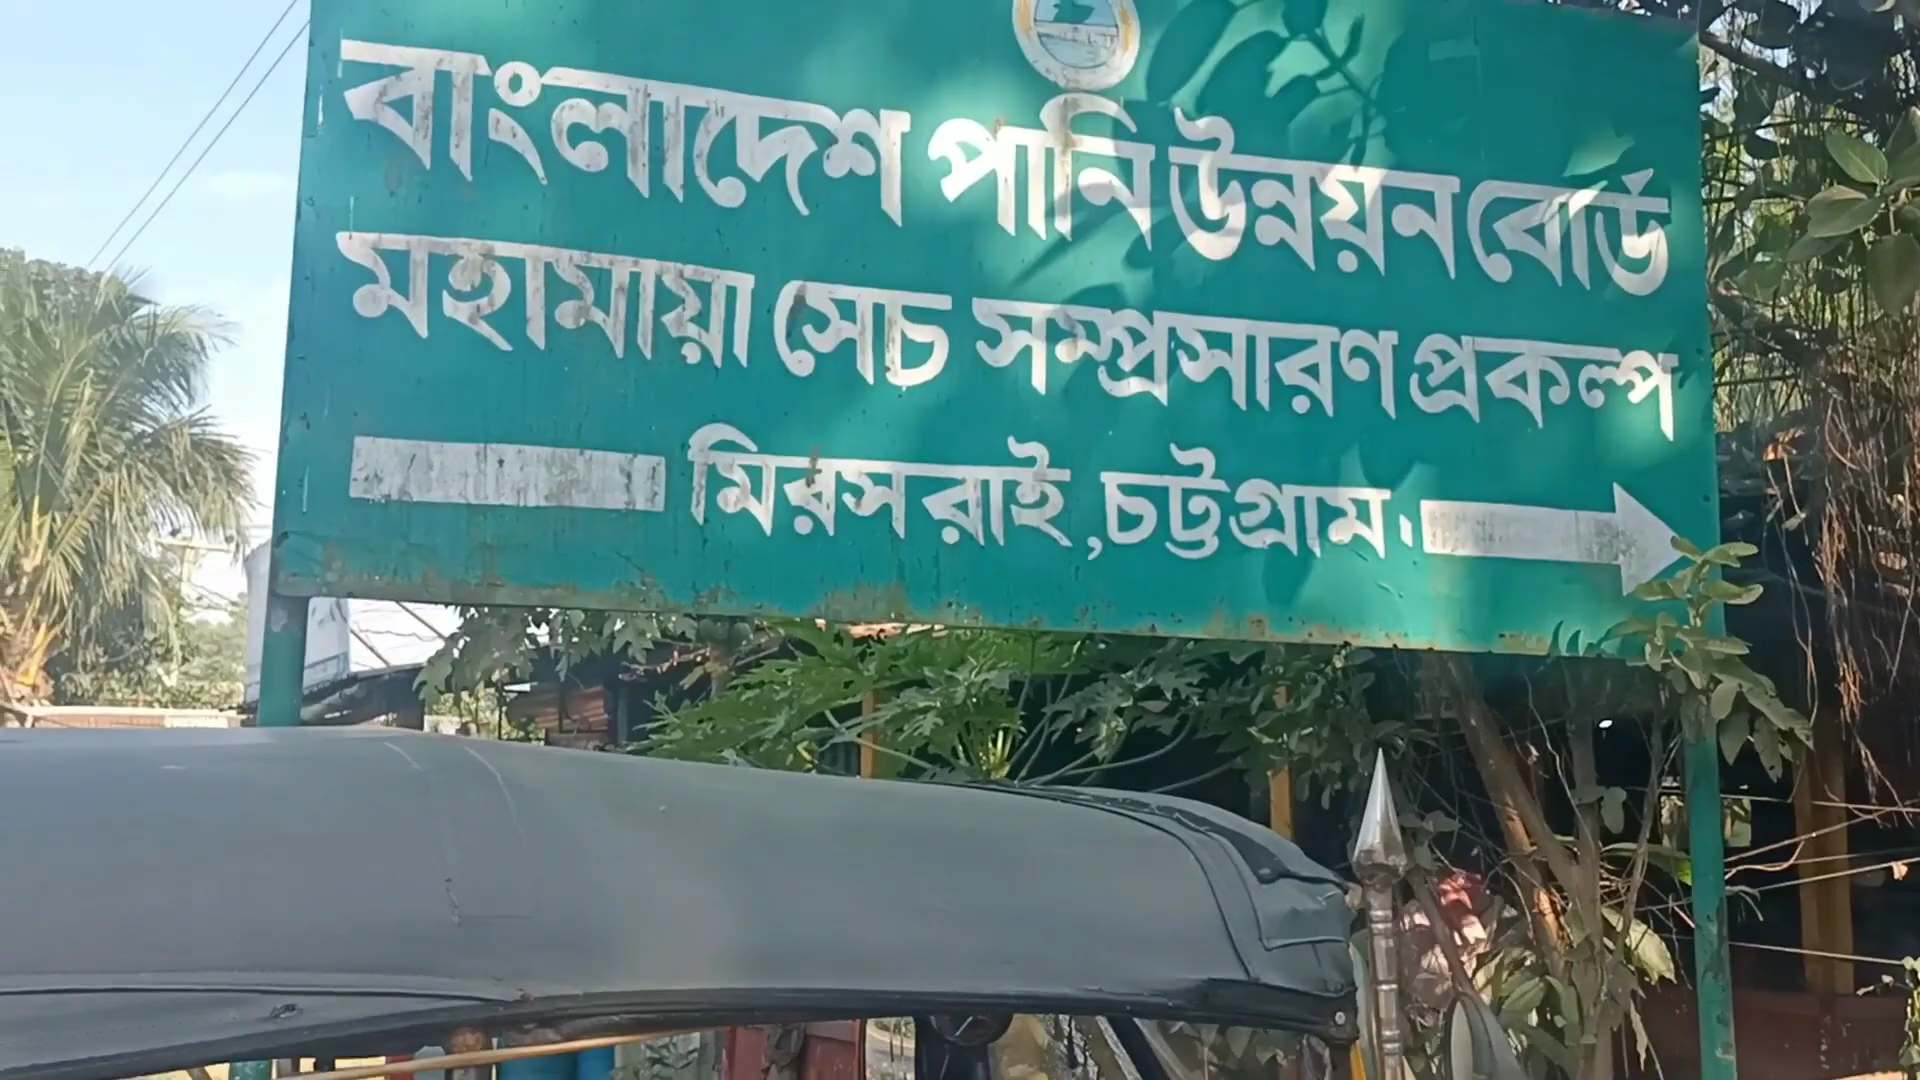 বাংলাদেশ পানি উন্নয়ন বোর্ড
মহামায়া সেচ সম্প্রসারণ প্রকল্প
মিরসরাই, চট্টগ্রাম।